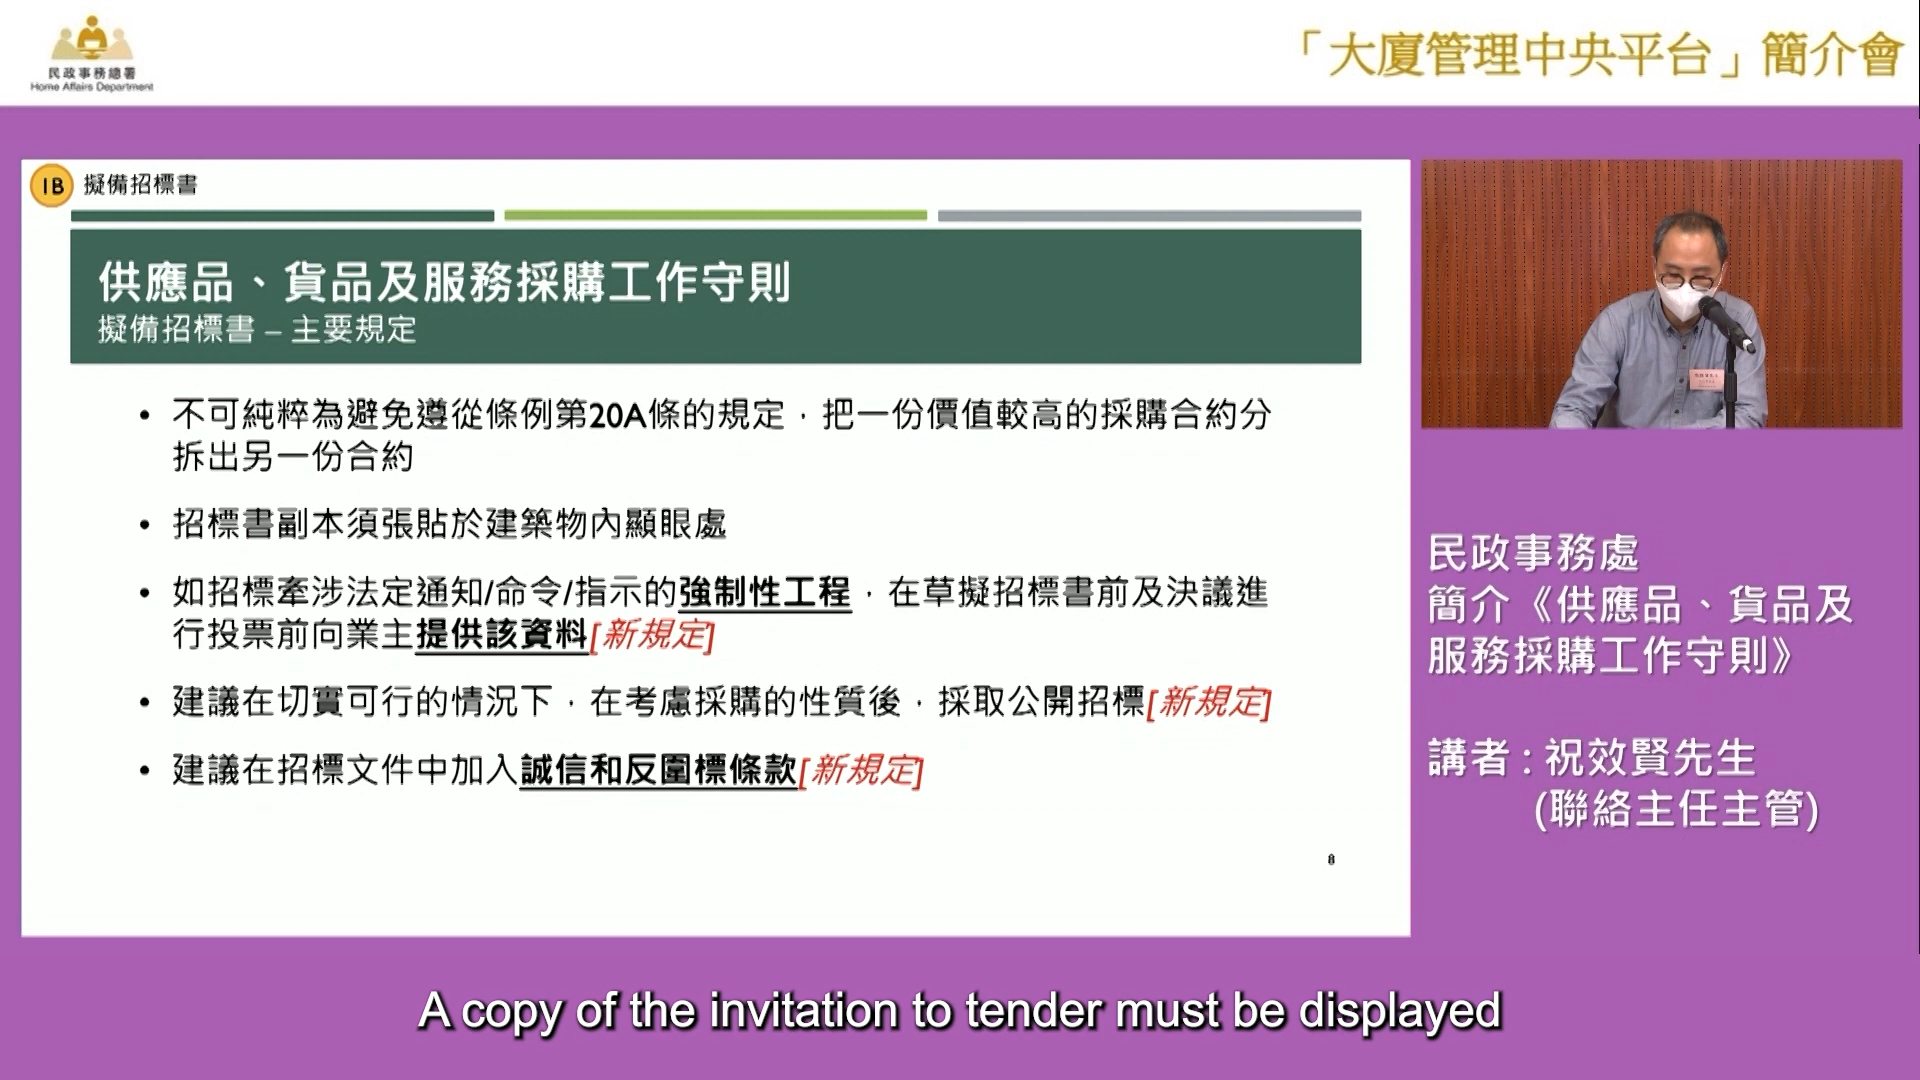 民政事務總署
Home Affairs Department
「大廈管理中央平台」簡介會
1B 擬備招標書
供應品、貨品及服務採購工作守則
擬備招標書 – 主要規定
• 不可純粹為避免遵從條例第20A條的規定，把一份價值較高的採購合約分
拆出另一份合約
• 招標書副本須張貼於建築物內顯眼處
• 如招標牽涉法定通知/命令/指示的強制性工程，在草擬招標書前及決議進
行投票前向業主提供該資料[新規定]
• 建議在切實可行的情況下，在考慮採購的性質後，採取公開招標[新規定]
• 建議在招標文件中加入誠信和反圍標條款[新規定]
8
民政事務處
簡介《供應品、貨品及
服務採購工作守則》
講者 : 祝效賢先生
(聯絡主任主管)
A copy of the invitation to tender must be displayed